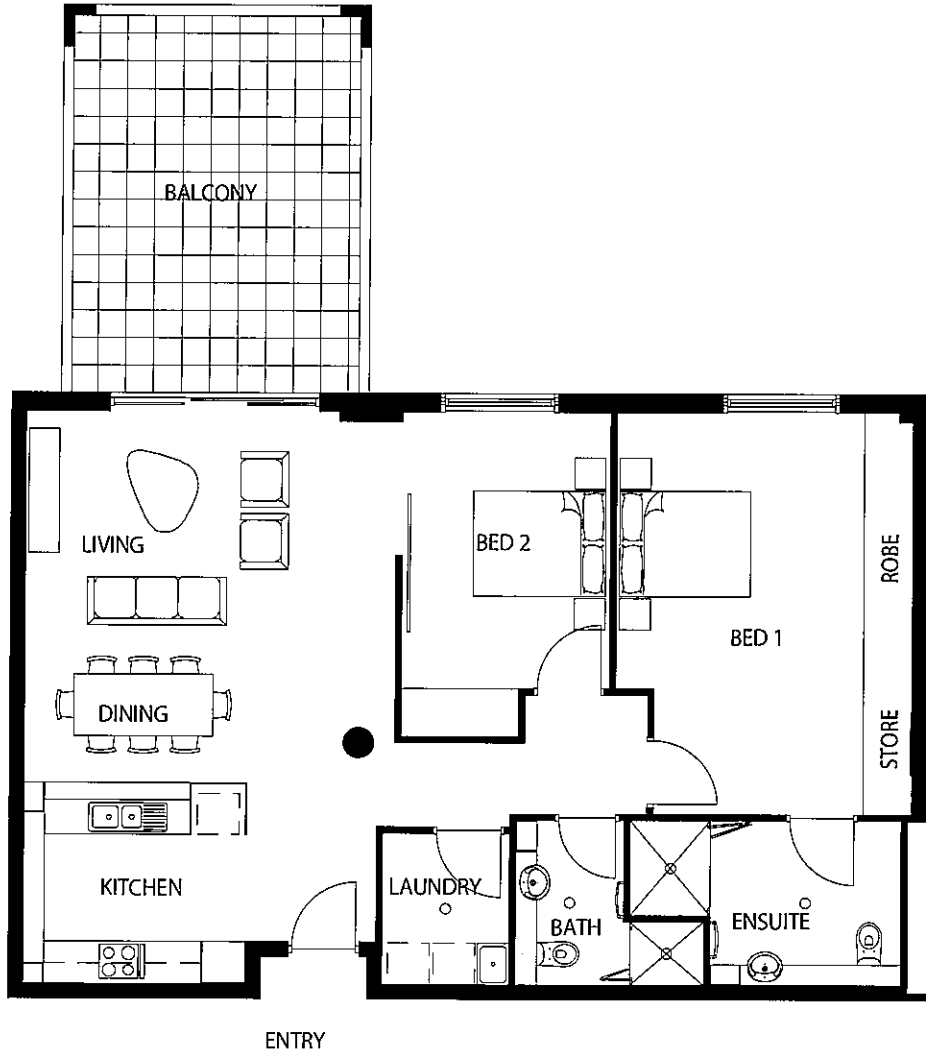 BALCONY
LIVING
BED 2
ROBE
BED 1
DINING
STORE
KITCHEN
LAUNDRY
BATH
ENSUITE
ENTRY